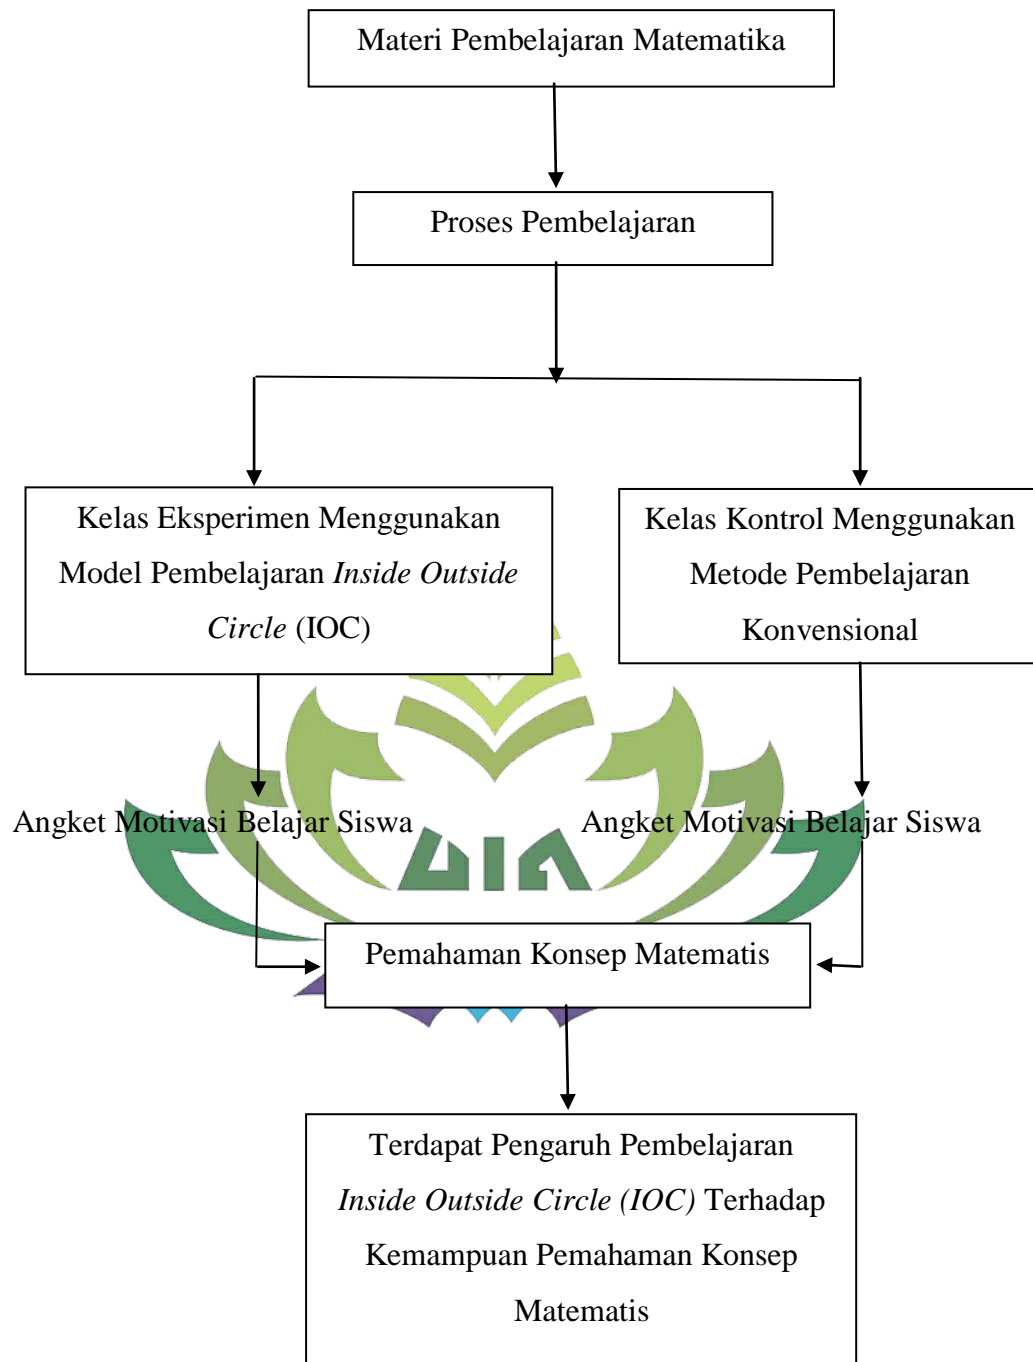 Materi Pembelajaran Matematika
Proses Pembelajaran
Kelas Eksperimen Menggunakan
Model Pembelajaran Inside Outside
Circle (IOC)
Kelas Kontrol Menggunakan
Metode Pembelajaran
Konvensional
Angket Motivasi Belajar Siswa
Angket Motivasi Belajar Siswa
UIN
Pemahaman Konsep Matematis
Terdapat Pengaruh Pembelajaran
Inside Outside Circle (IOC) Terhadap
Kemampuan Pemahaman Konsep
Matematis